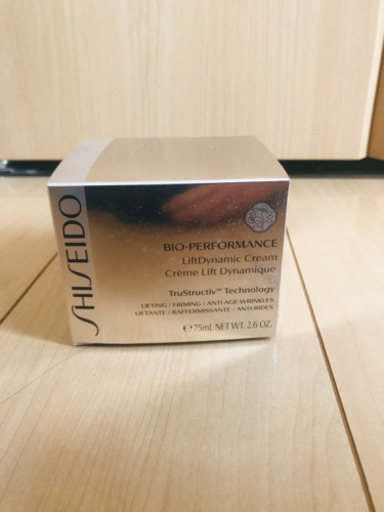 SHISEIDO
BIO-PERFORMANCE
LiftDynamic Cream
Crème Lift Dynamique
TruStructiv™ Technology
LIFTING / FIRMING / ANTI AGE-WRINKLES
LIFTANTE / RAFFERMISSANTE / ANTI-RIDES
℮ 75mL NET WT. 2.6 OZ.